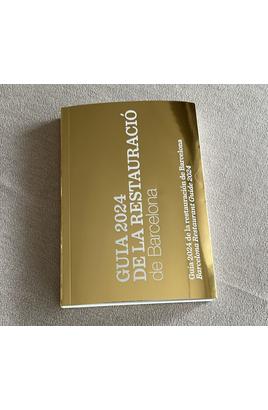 GUIA 2024
DE LA RESTAURACIÓ
de Barcelona
Guía 2024 de la restauración de Barcelona
Barcelona Restaurant Guide 2024